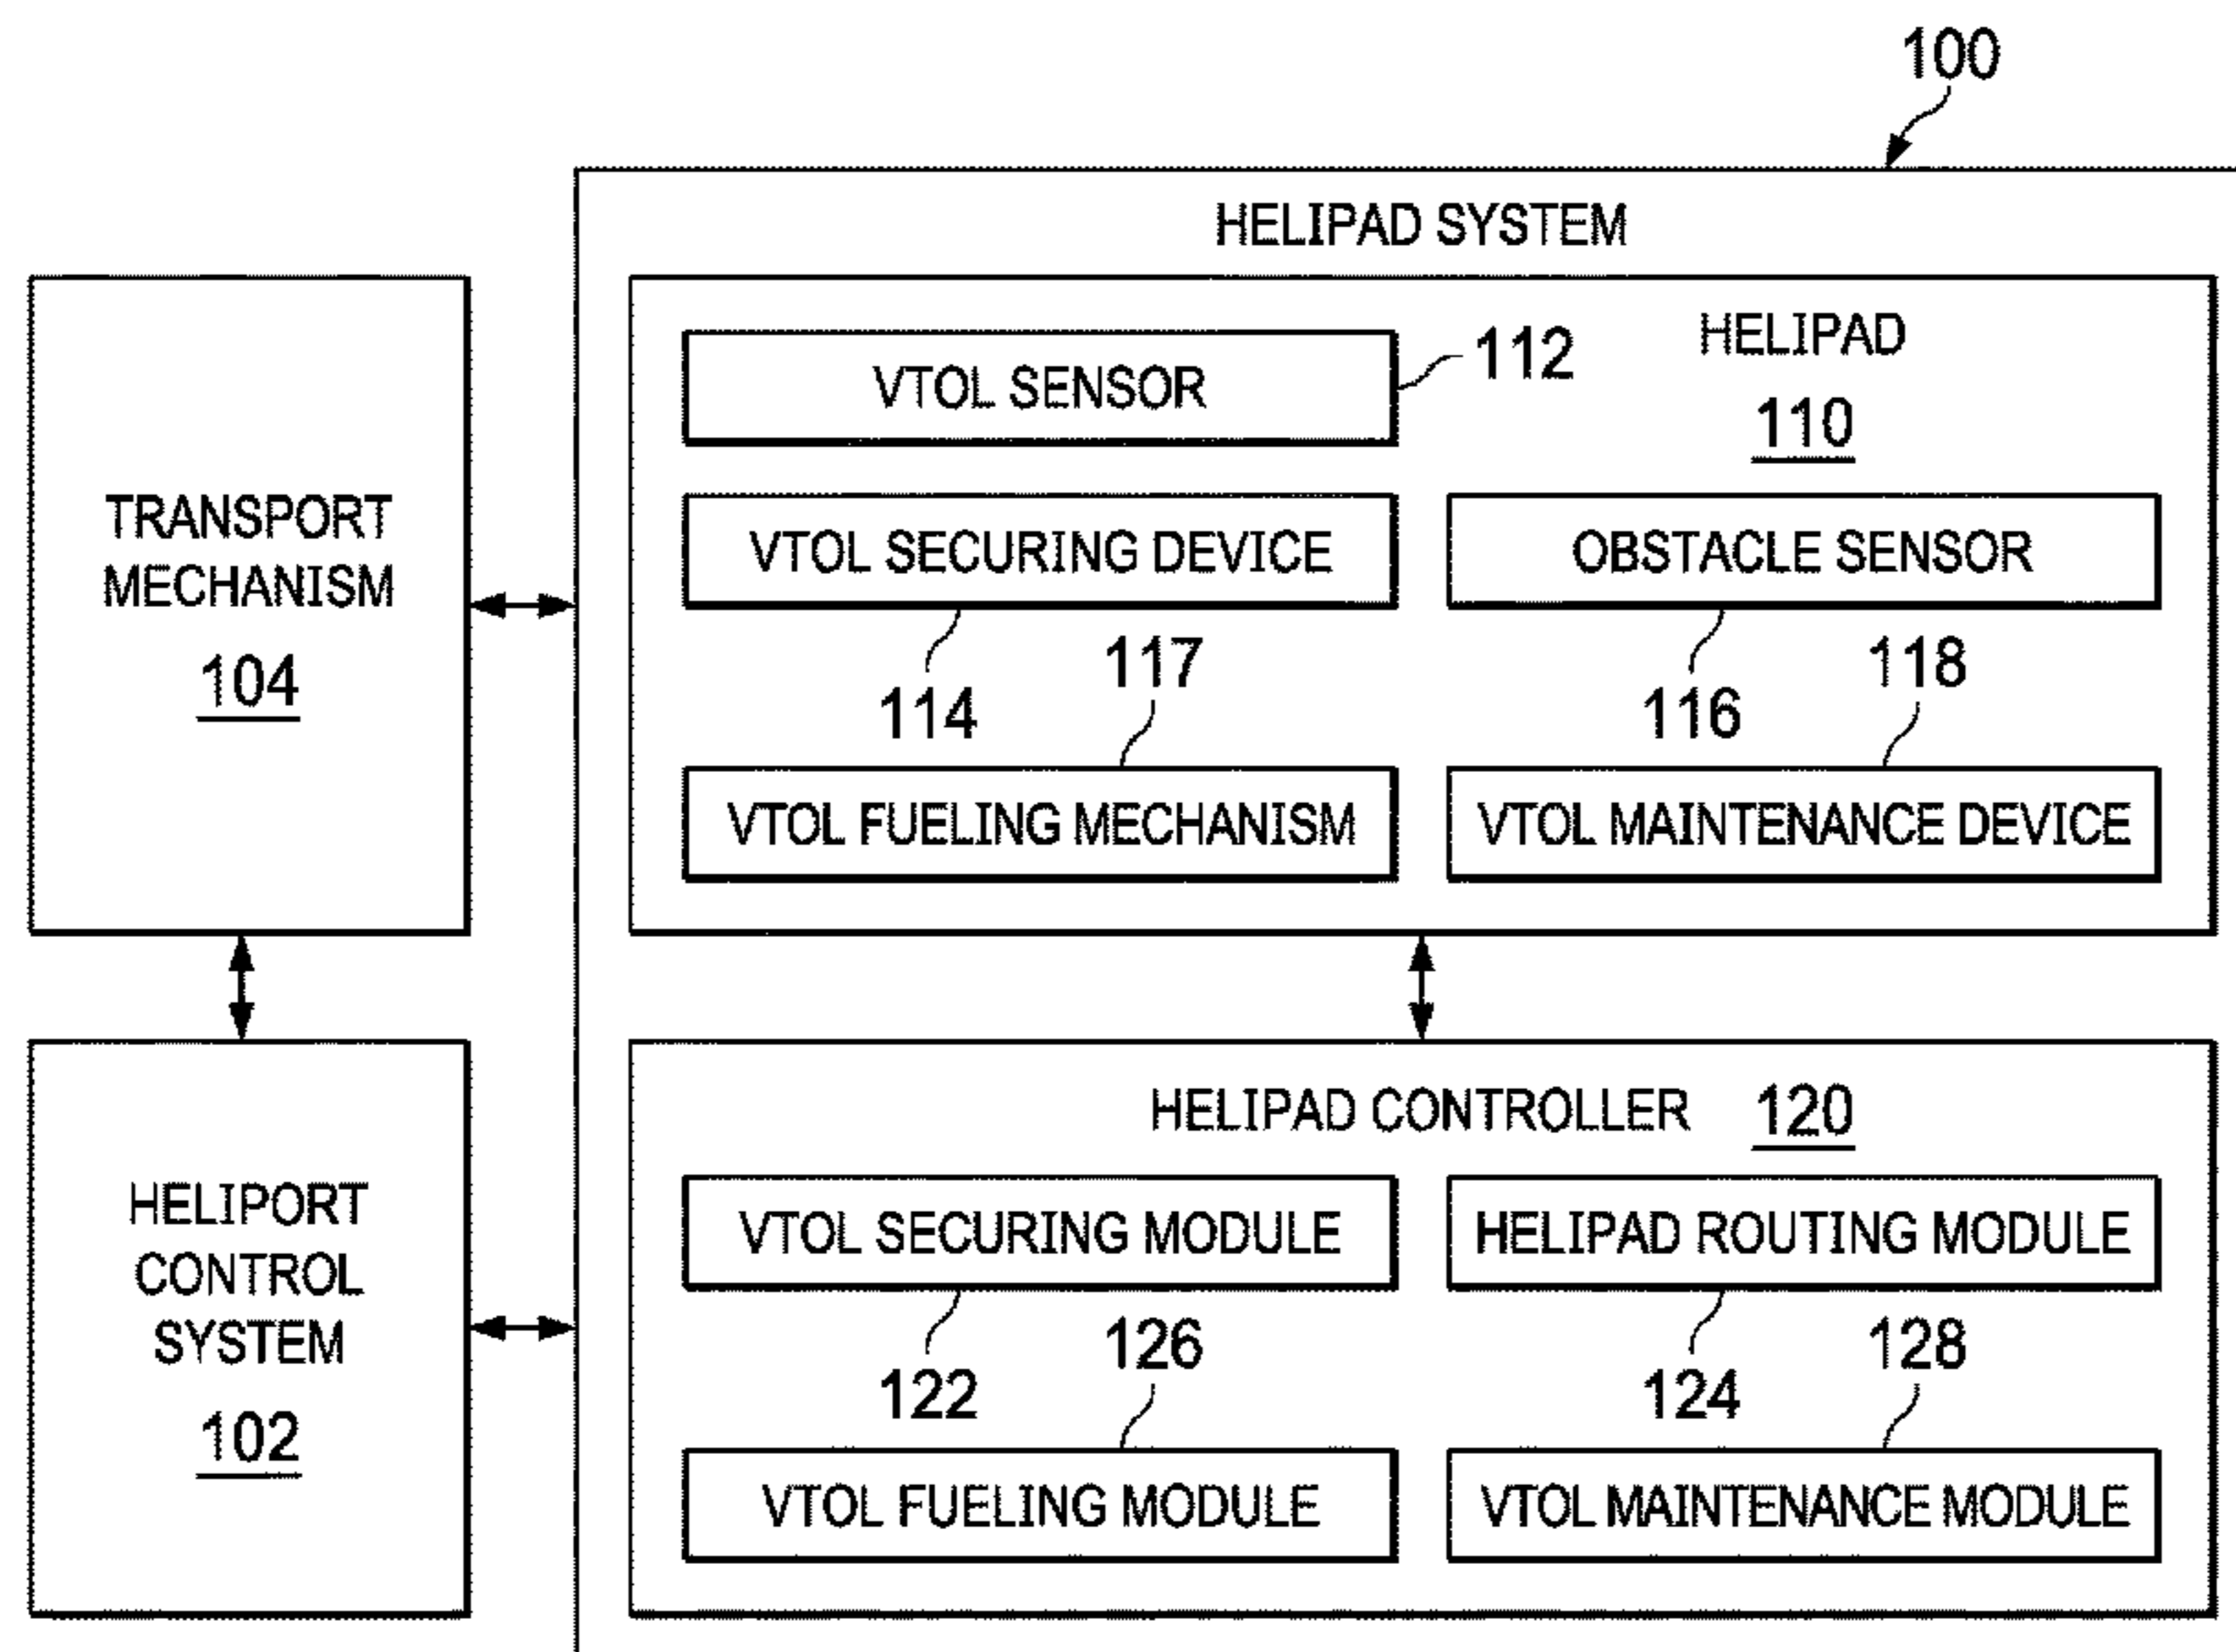 100
HELIPAD SYSTEM
HELIPAD
110
VTOL SENSOR
112
VTOL SECURING DEVICE
114
OBSTACLE SENSOR
116
117
VTOL FUELING MECHANISM
118
VTOL MAINTENANCE DEVICE
TRANSPORT
MECHANISM
104
HELIPORT
CONTROL
SYSTEM
102
HELIPAD CONTROLLER 120
VTOL SECURING MODULE
122
HELIPAD ROUTING MODULE
124
126
VTOL FUELING MODULE
128
VTOL MAINTENANCE MODULE